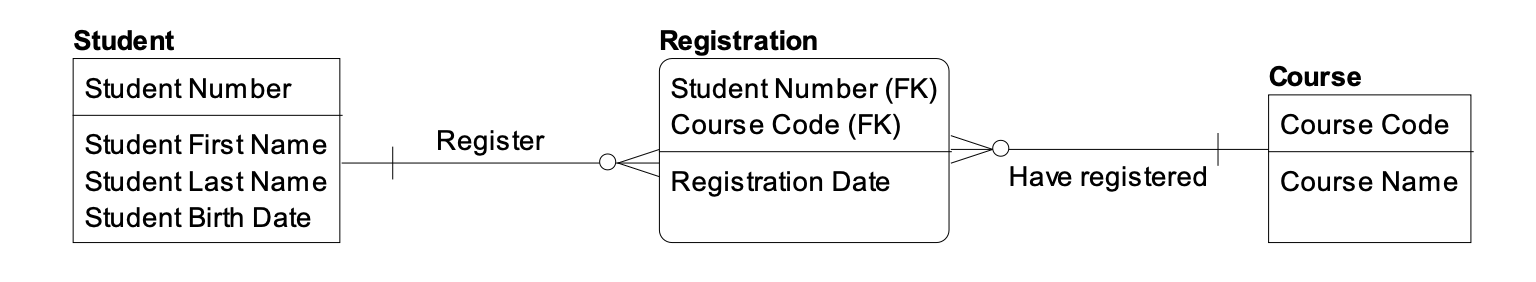 Student
Student Number
Student First Name
Student Last Name
Student Birth Date
Register
Registration
Student Number (FK)
Course Code (FK)
Registration Date
Have registered
Course
Course Code
Course Name